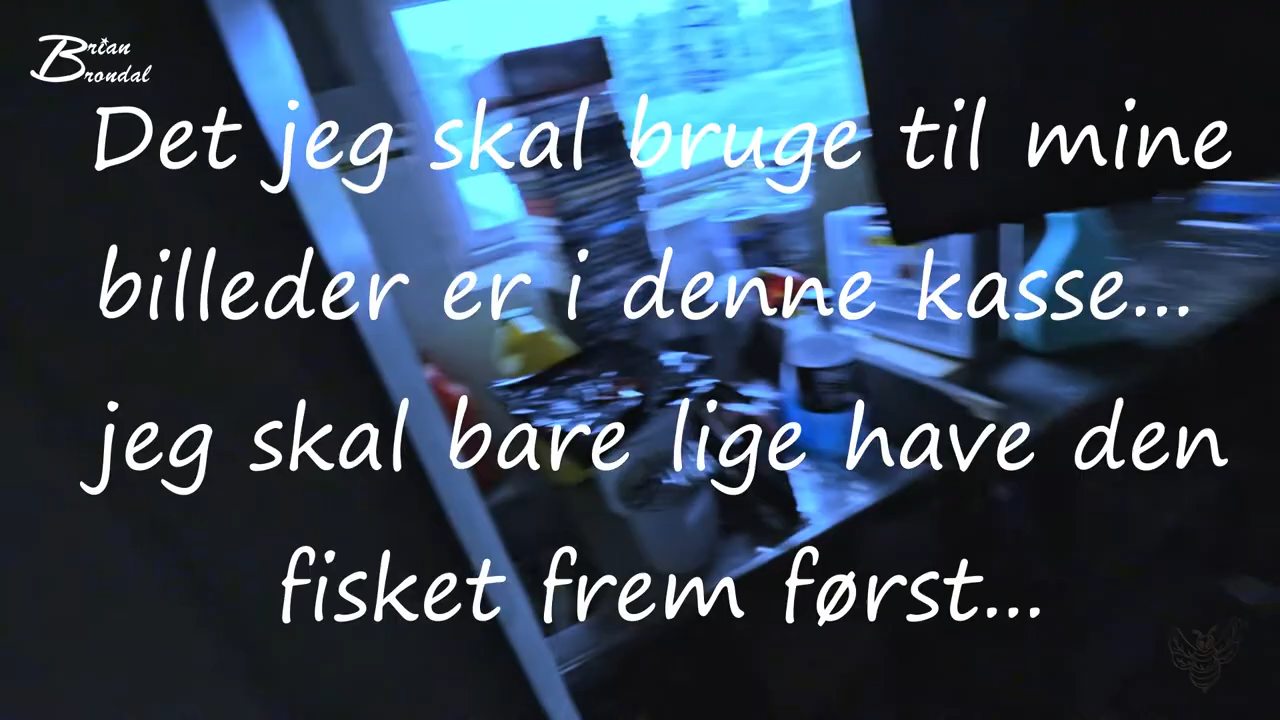 Brian
Brondal
Det jeg skal bruge til mine
billeder er i denne kasse...
jeg skal bare lige have den
fisket frem først...